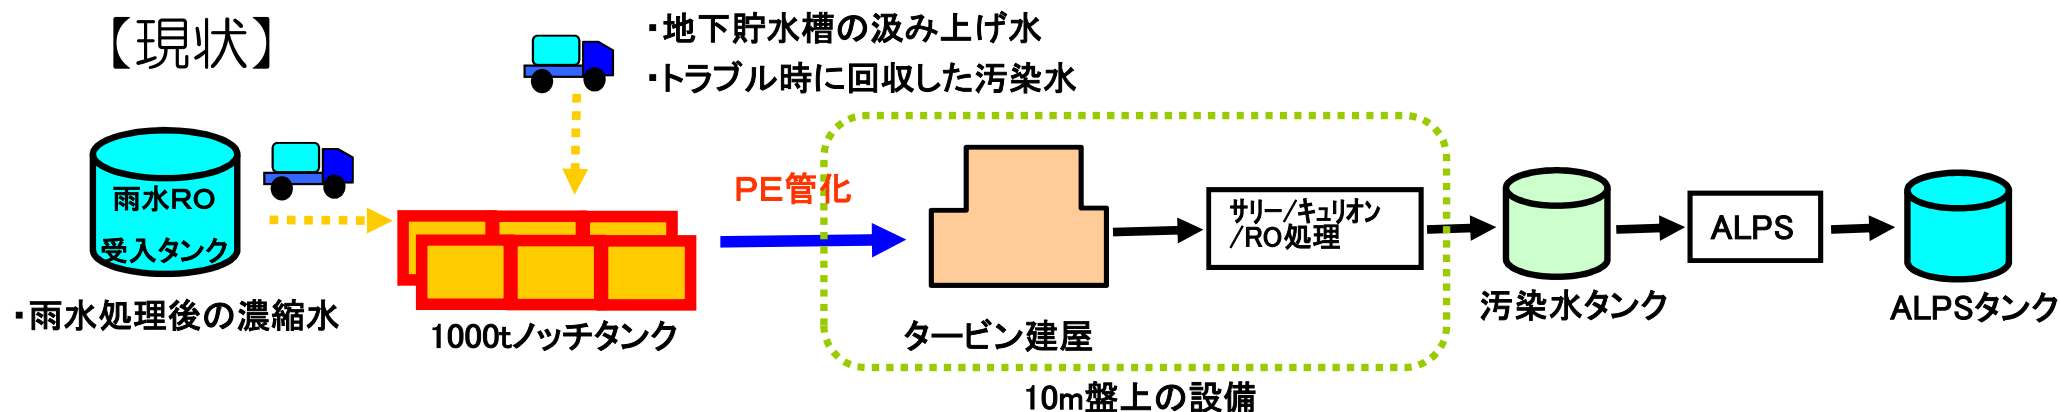 【現状】
・地下貯水槽の汲み上げ水
・トラブル時に回収した汚染水
雨水RO
受入タンク
・雨水処理後の濃縮水
1000tノッチタンク
PE管化
タービン建屋
サリー/キュリオン
/RO処理
10m盤上の設備
汚染水タンク
ALPS
ALPSタンク